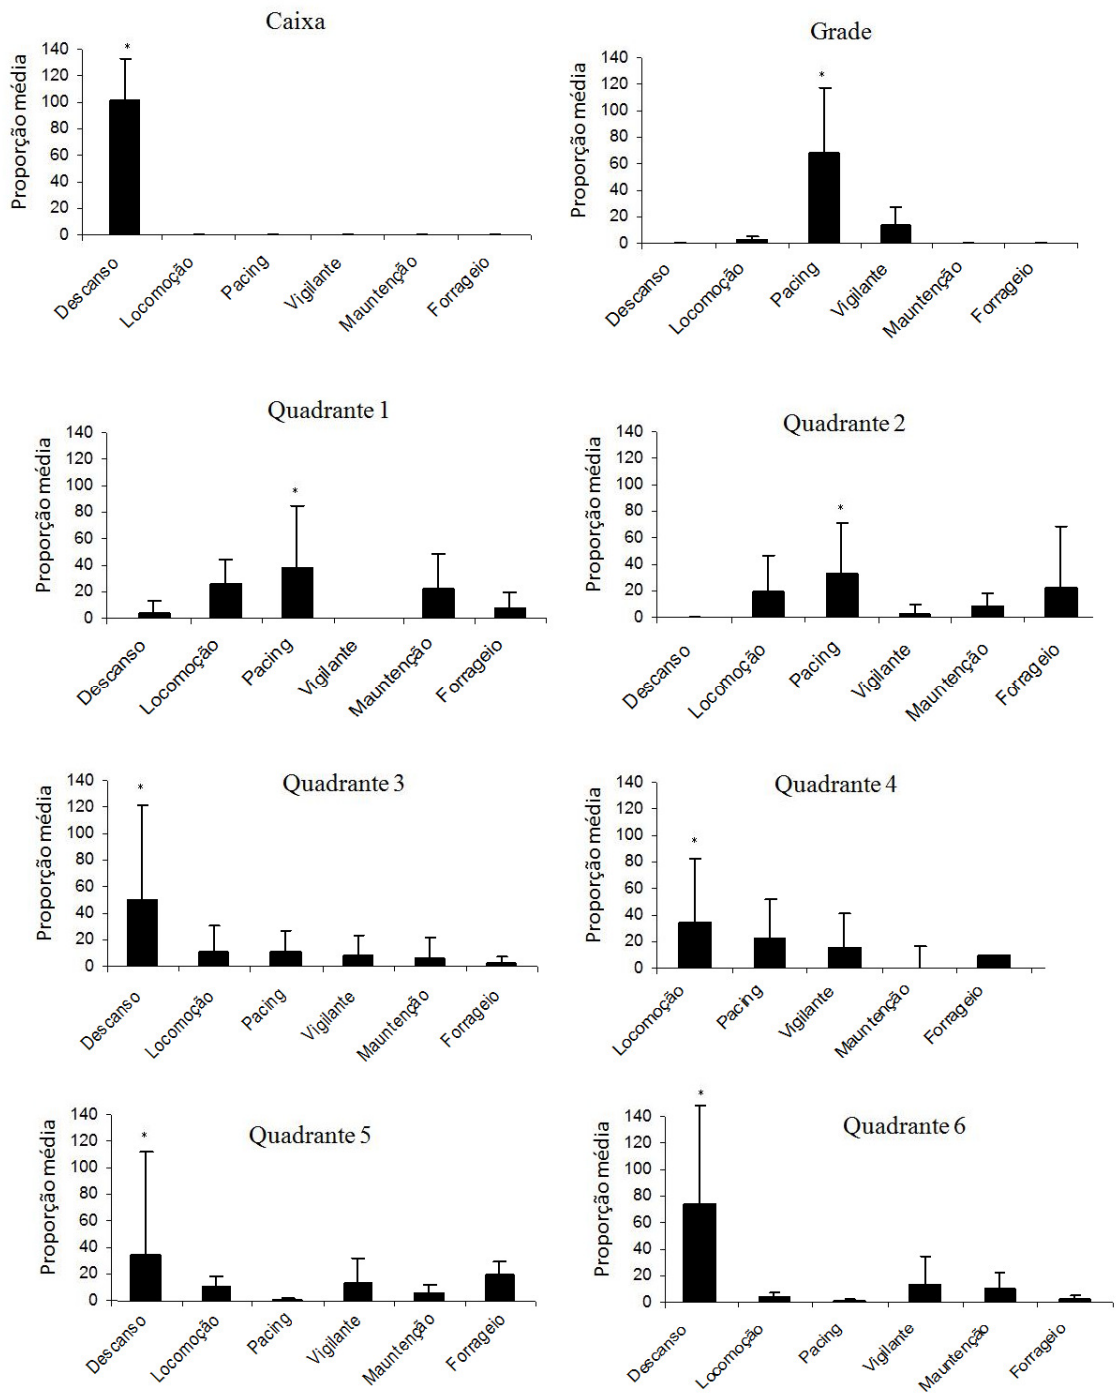 Caixa
Proporção média
140
120
100
80
60
40
20
0
*
Descanso
Locomoção
Pacing
Vigilante
Mauntenção
Forrageio
Grade
Proporção média
140
120
100
80
60
40
20
0
*
Descanso
Locomoção
Pacing
Vigilante
Mauntenção
Forrageio
Quadrante 1
Proporção média
140
120
100
80
60
40
20
0
*
Descanso
Locomoção
Pacing
Vigilante
Mauntenção
Forrageio
Quadrante 2
Proporção média
140
120
100
80
60
40
20
0
*
Descanso
Locomoção
Pacing
Vigilante
Mauntenção
Forrageio
Quadrante 3
Proporção média
140
120
100
80
60
40
20
0
*
Descanso
Locomoção
Pacing
Vigilante
Mauntenção
Forrageio
Quadrante 4
Proporção média
140
120
100
80
60
40
20
0
*
Locomoção
Pacing
Vigilante
Mauntenção
Forrageio
Quadrante 5
Proporção média
140
120
100
80
60
40
20
0
*
Descanso
Locomoção
Pacing
Vigilante
Mauntenção
Forrageio
Quadrante 6
Proporção média
140
120
100
80
60
40
20
0
*
Descanso
Locomoção
Pacing
Vigilante
Mauntenção
Forrageio